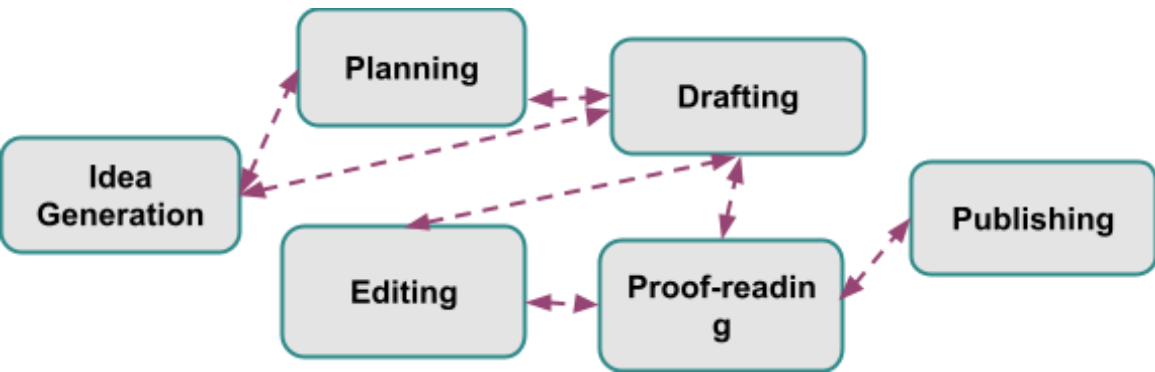 Planning
Drafting
Idea
Generation
Publishing
Editing
Proof-readin
g